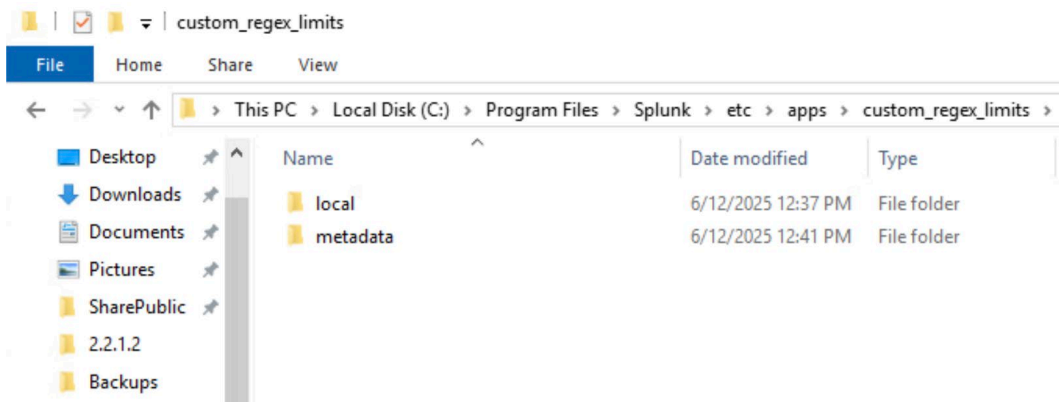 custom_regex_limits
File Home Share View
This PC > Local Disk (C:) > Program Files > Splunk > etc > apps > custom_regex_limits >
Desktop
Downloads
Documents
Pictures
SharePublic
2.2.1.2
Backups
Name Date modified Type
local 6/12/2025 12:37 PM File folder
metadata 6/12/2025 12:41 PM File folder